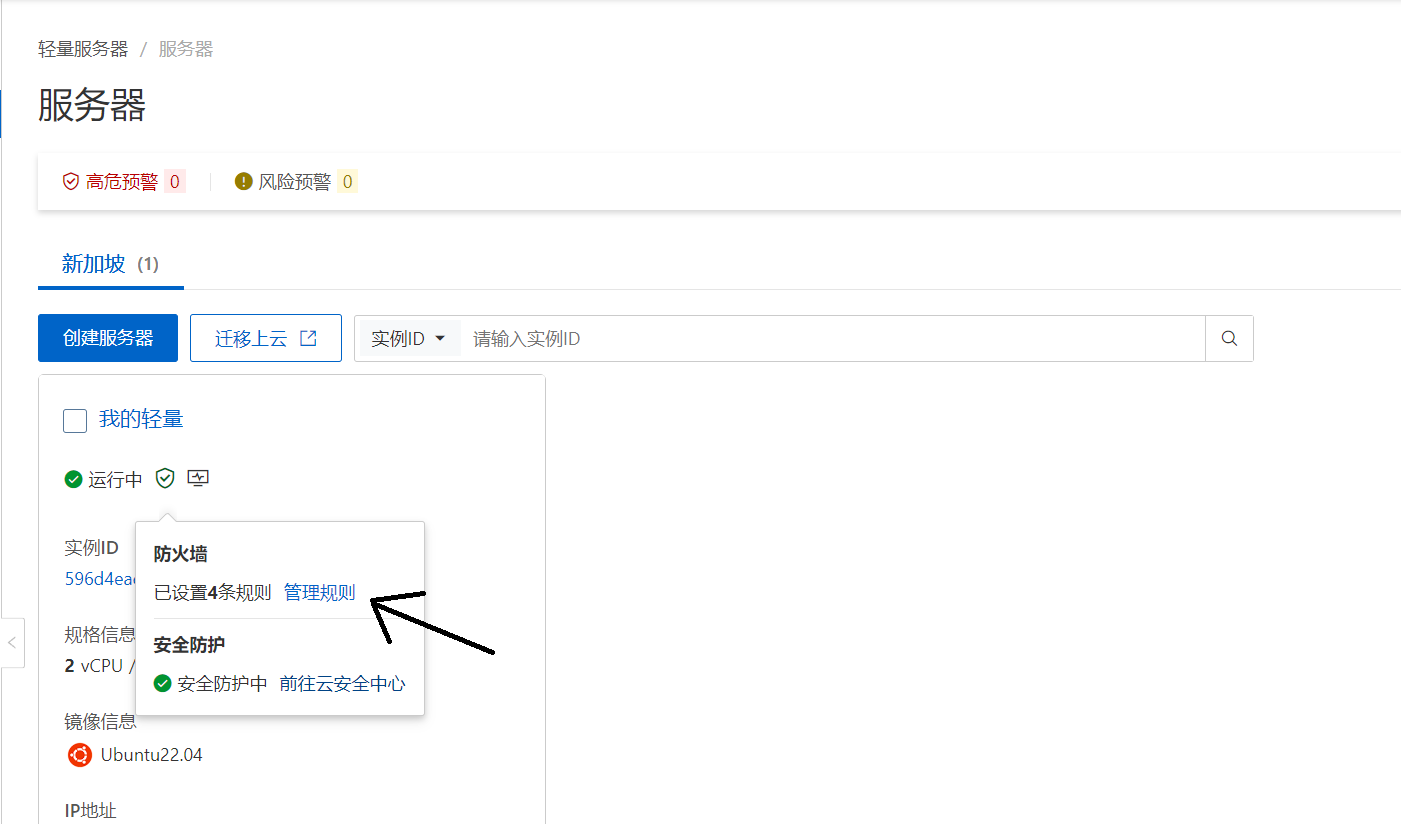 轻量服务器 / 服务器
服务器
高危预警 0 风险预警 0
新加坡 (1)
创建服务器 迁移上云 实例ID 请输入实例ID
我的轻量
运行中
实例ID
防火墙
596d4eac
已设置4条规则 管理规则
规格信息
安全防护
2 vCPU /
安全防护中 前往云安全中心
镜像信息
Ubuntu22.04
IP地址